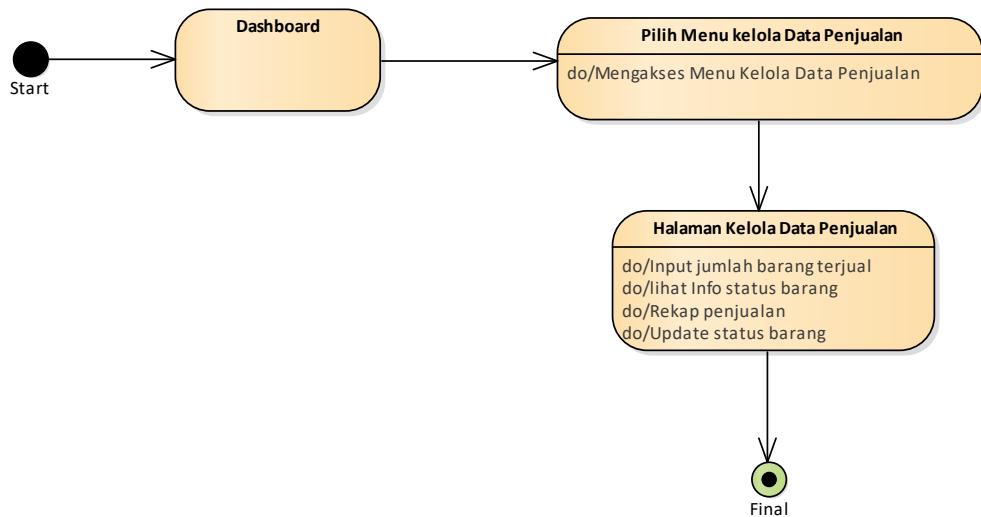 Dashboard
Start
Pilih Menu kelola Data Penjualan
do/Mengakses Menu Kelola Data Penjualan
Halaman Kelola Data Penjualan
do/Input jumlah barang terjual
do/lihat Info status barang
do/Rekap penjualan
do/Update status barang
Final